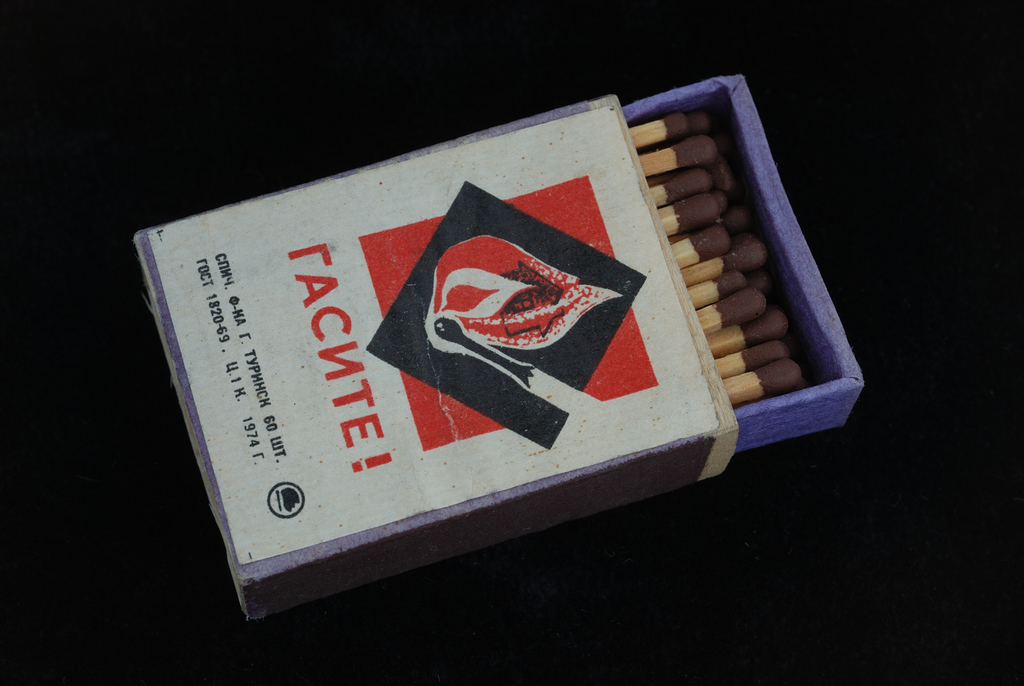 ГАСИТЕ!
СПИЧ. Ф-КА Г. ТУРИНСК 60 ШТ.
ГОСТ 1820-69. Ц.1 К. 1974 Г.